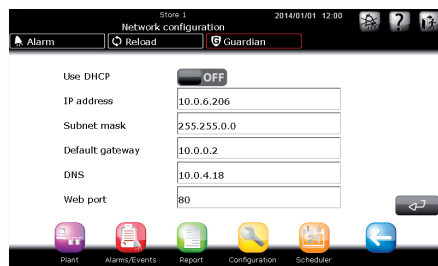 Store 1
2014/01/01 12:00
Network configuration
Alarm
Reload
Guardian
Use DHCP
OFF
IP address
10.0.6.206
Subnet mask
255.255.0.0
Default gateway
10.0.0.2
DNS
10.0.4.18
Web port
80
Plant
Alarms/Events
Report
Configuration
Scheduler